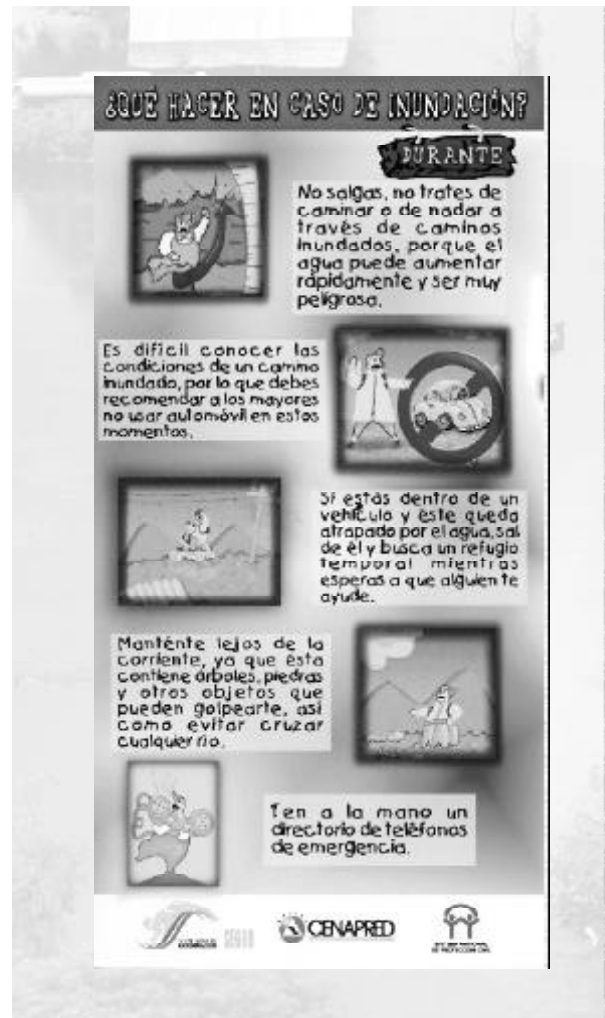 ¿QUÉ HACER EN CASO DE INUNDACIÓN?
DURANTE
No salgas, no trates de
caminar o de nadar a
través de caminos
inundados, porque el
agua puede aumentar
rápidamente y ser muy
peligrosa.
Es difícil conocer las
condiciones de un camino
inundado, por lo que debes
recomendar a los mayores
no usar automóvil en estos
momentos.
Si estás dentro de un
vehículo y éste queda
atrapado por el agua, sal
de él y busca un refugio
temporal mientras
esperas a que alguien te
ayude.
Manténte lejos de la
corriente, ya que ésta
contiene árboles, piedras
y otros objetos que
pueden golpearte, así
como evitar cruzar
cualquier río.
Ten a la mano un
directorio de teléfonos
de emergencia.
CENAPRED